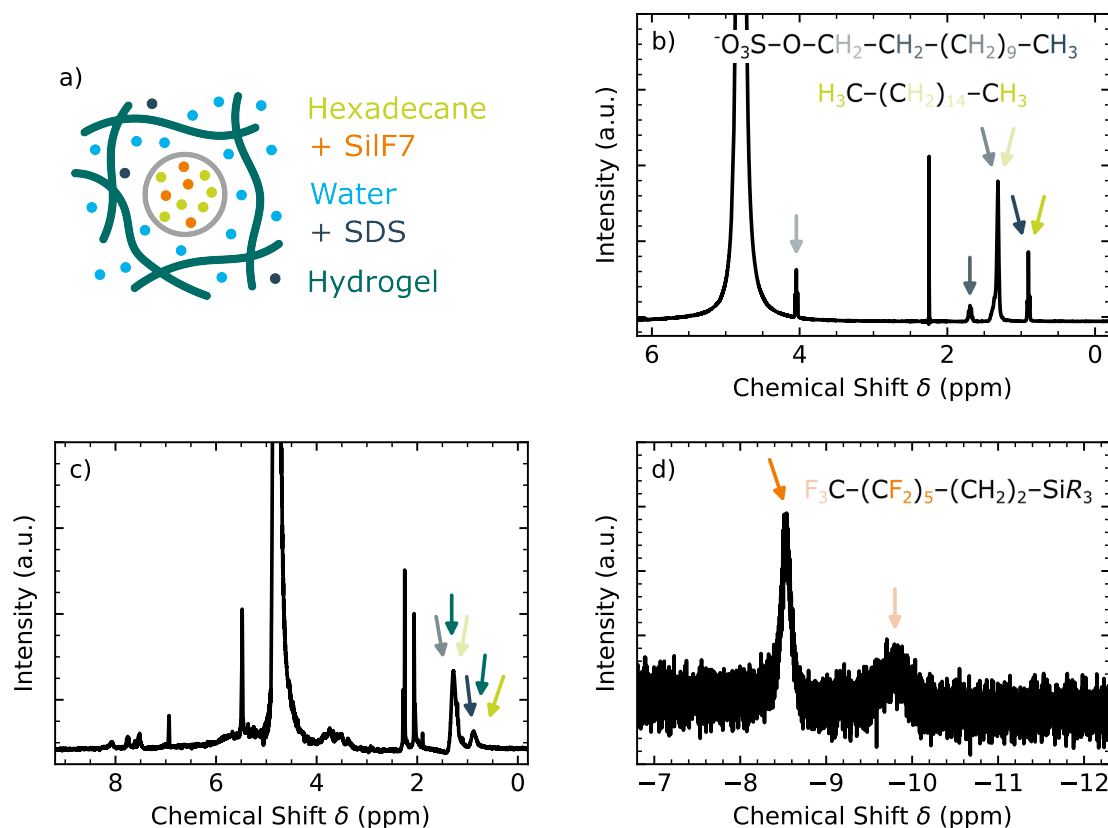 a)
Hexadecane
+ SilF7
Water
+ SDS
Hydrogel
b)
⁻O₃S–O–CH₂–CH₂–(CH₂)₉–CH₃
H₃C–(CH₂)₁₄–CH₃
Intensity (a.u.)
6 4 2 0
Chemical Shift δ (ppm)
c)
Intensity (a.u.)
8 6 4 2 0
Chemical Shift δ (ppm)
d)
F₃C–(CF₂)₅–(CH₂)₂–SiR₃
Intensity (a.u.)
−7 −8 −9 −10 −11 −12
Chemical Shift δ (ppm)